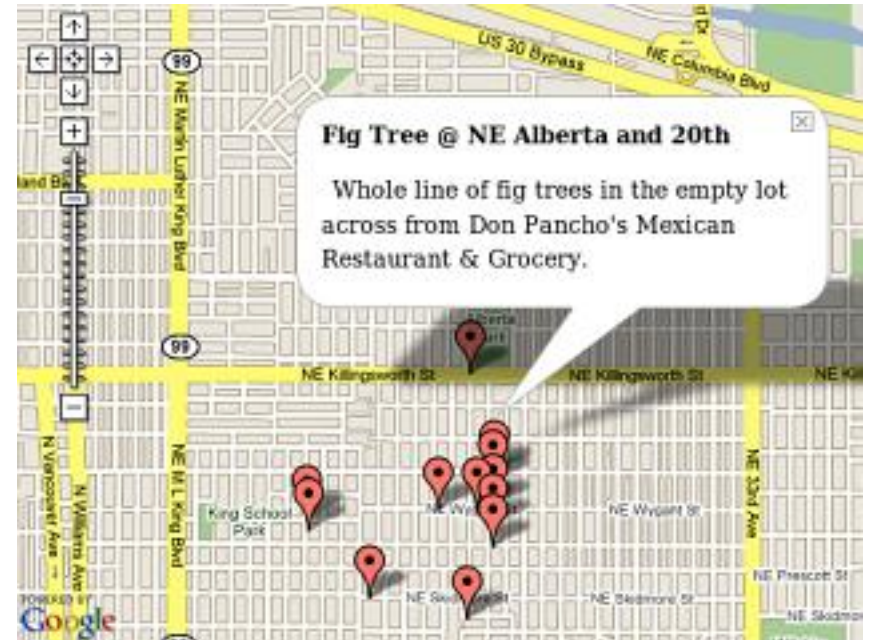 US 30 Bypass
NE Columbia Blvd
99
NE Martin Luther King Blvd
Fig Tree @ NE Alberta and 20th
Whole line of fig trees in the empty lot
across from Don Pancho's Mexican
Restaurant & Grocery.
99
Alberta
NE Killingsworth St
NE Killingsworth St
N Vancouver Ave →
N Williams Ave
NE M L King Blvd
NE 33rd Ave
King School
Park
NE Wygant St
NE Prescott St
NE Skidmore St
POWERED BY
Google